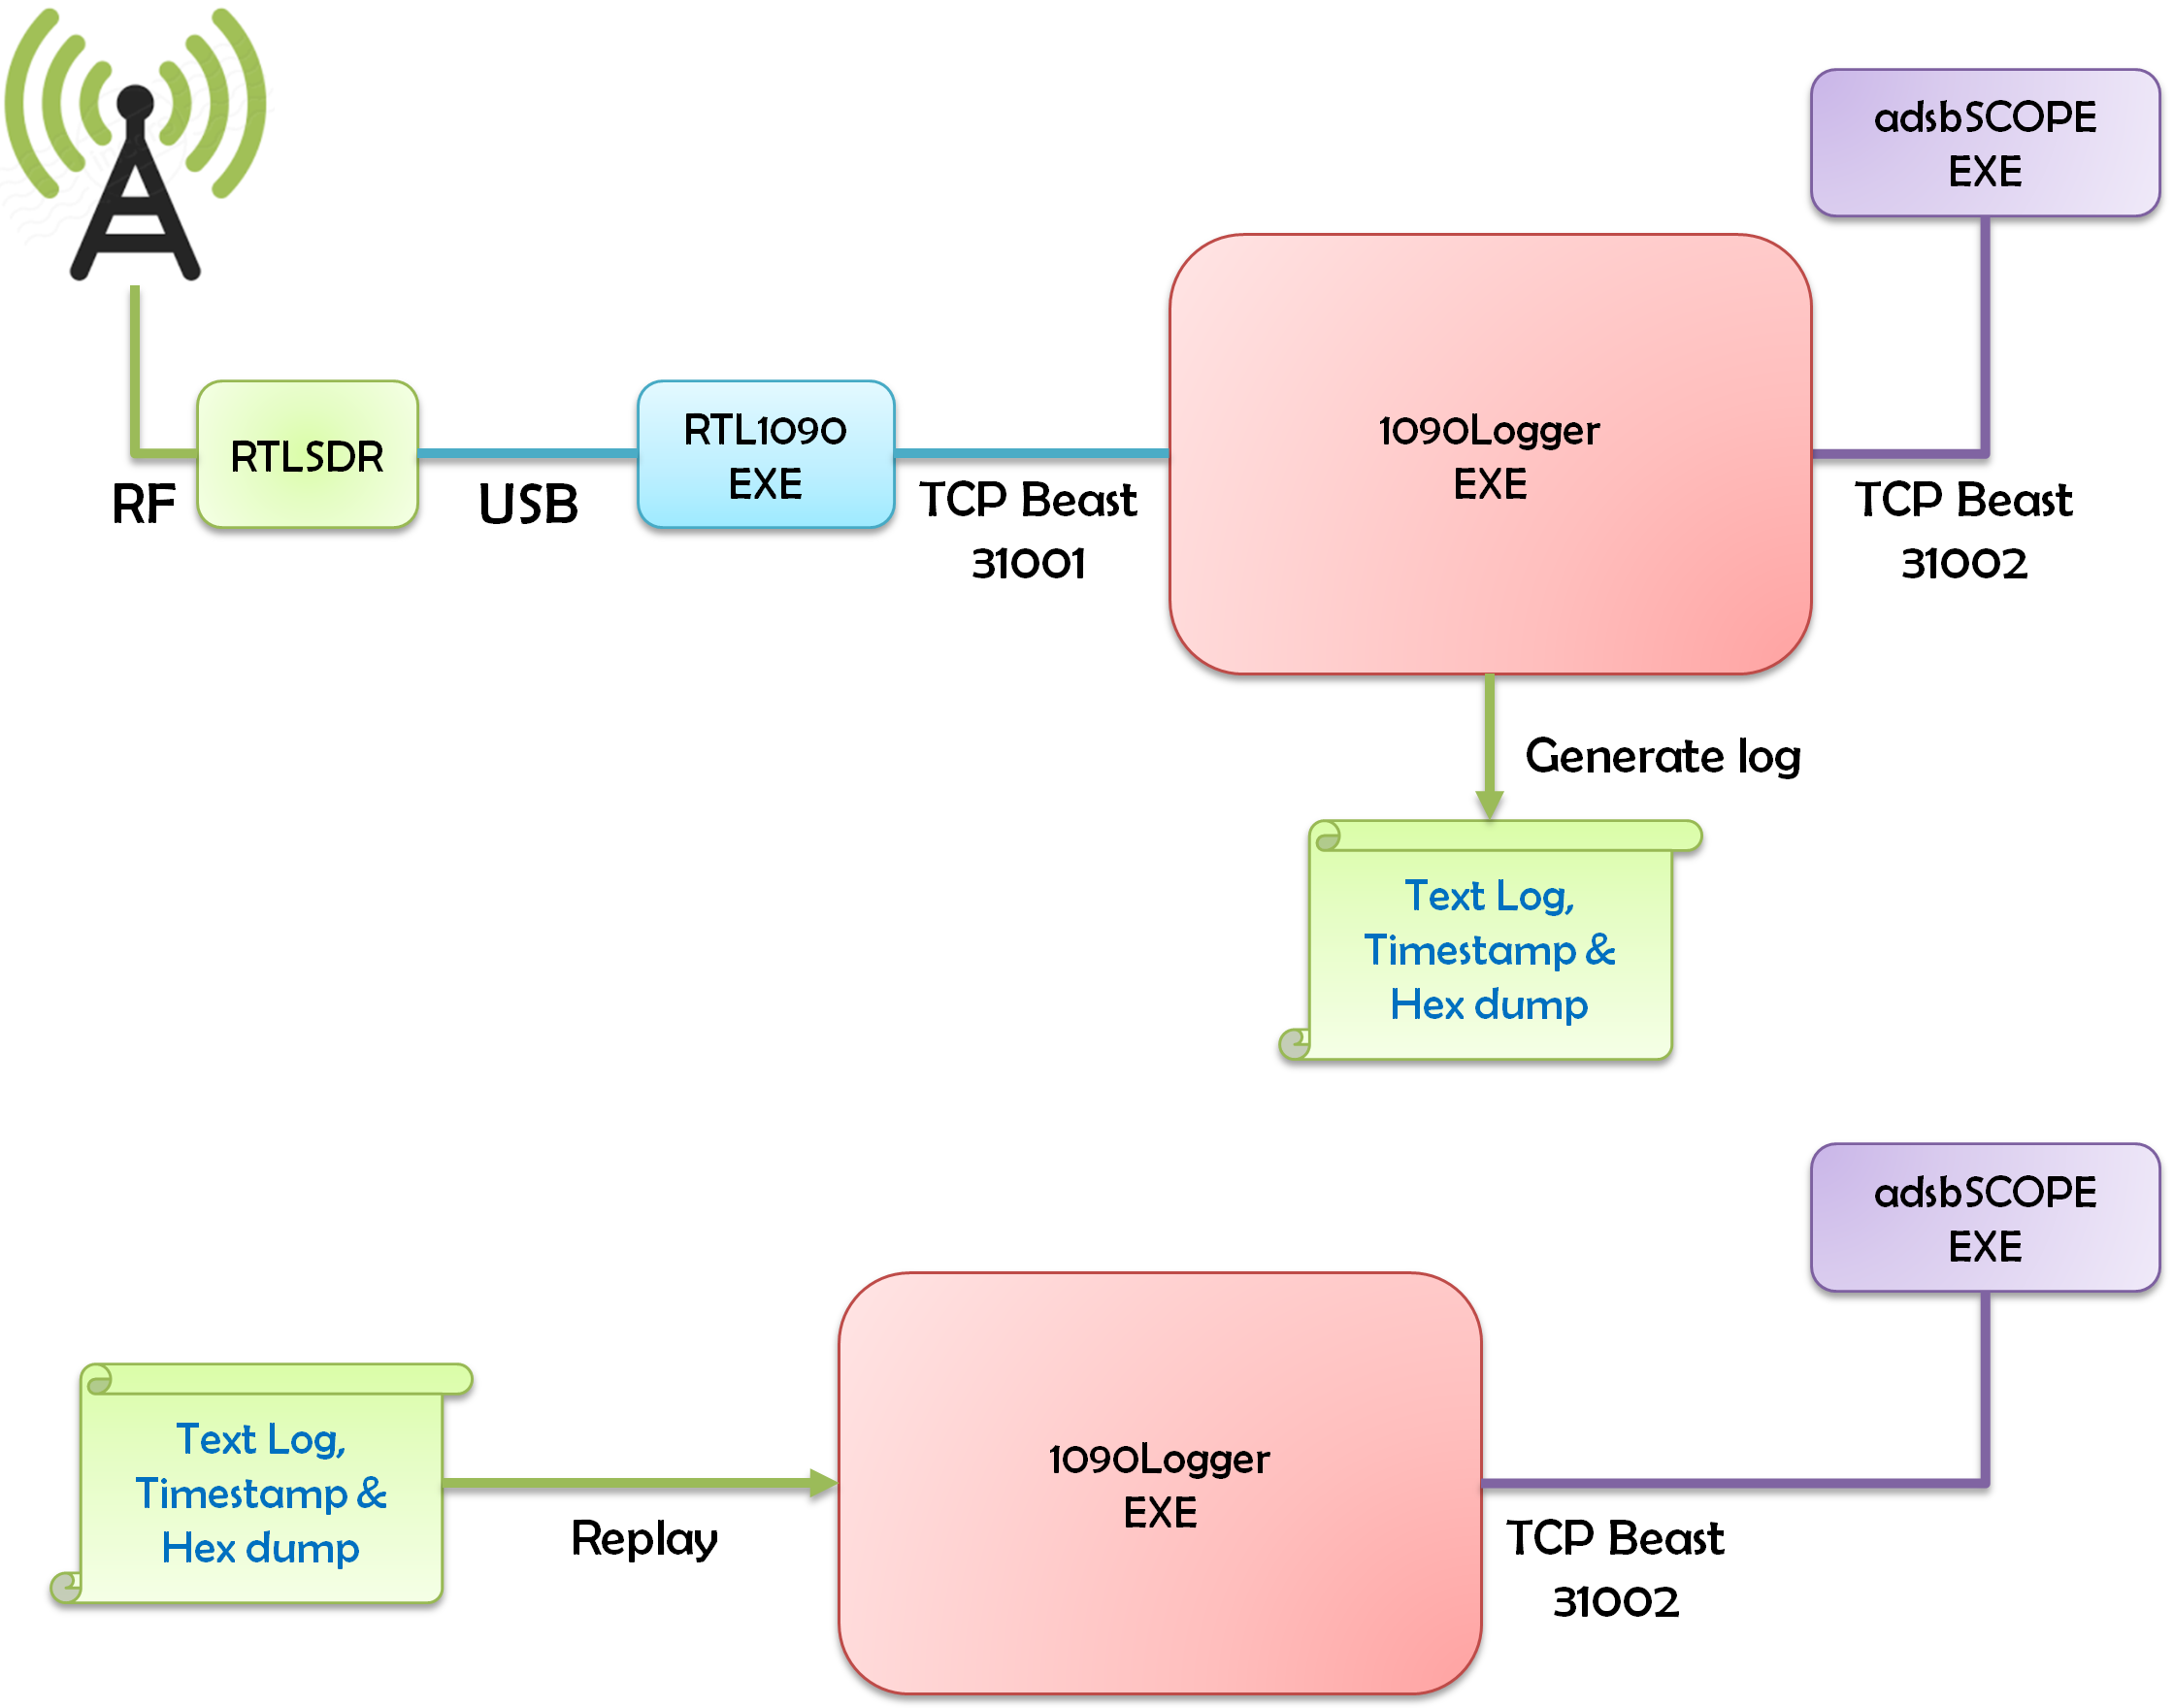 adsbSCOPE
EXE
RTLSDR
RTL1090
EXE
1090Logger
EXE
RF
USB
TCP Beast
31001
TCP Beast
31002
Generate log
Text Log,
Timestamp &
Hex dump
adsbSCOPE
EXE
Text Log,
Timestamp &
Hex dump
Replay
1090Logger
EXE
TCP Beast
31002